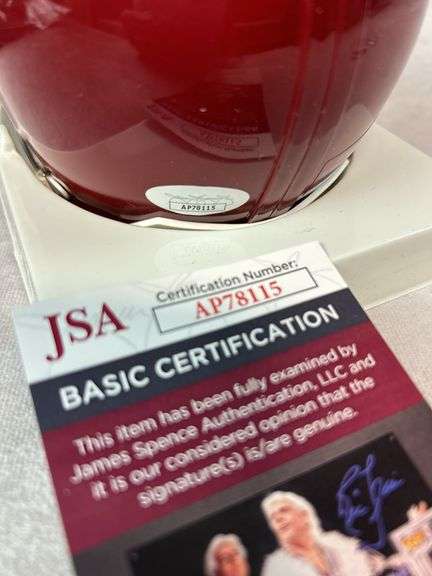 AP78115
JSA
Certification Number:
AP78115
BASIC CERTIFICATION
This item has been fully examined by
James Spence Authentication, LLC and
it is our considered opinion that the
signature(s) is/are genuine.